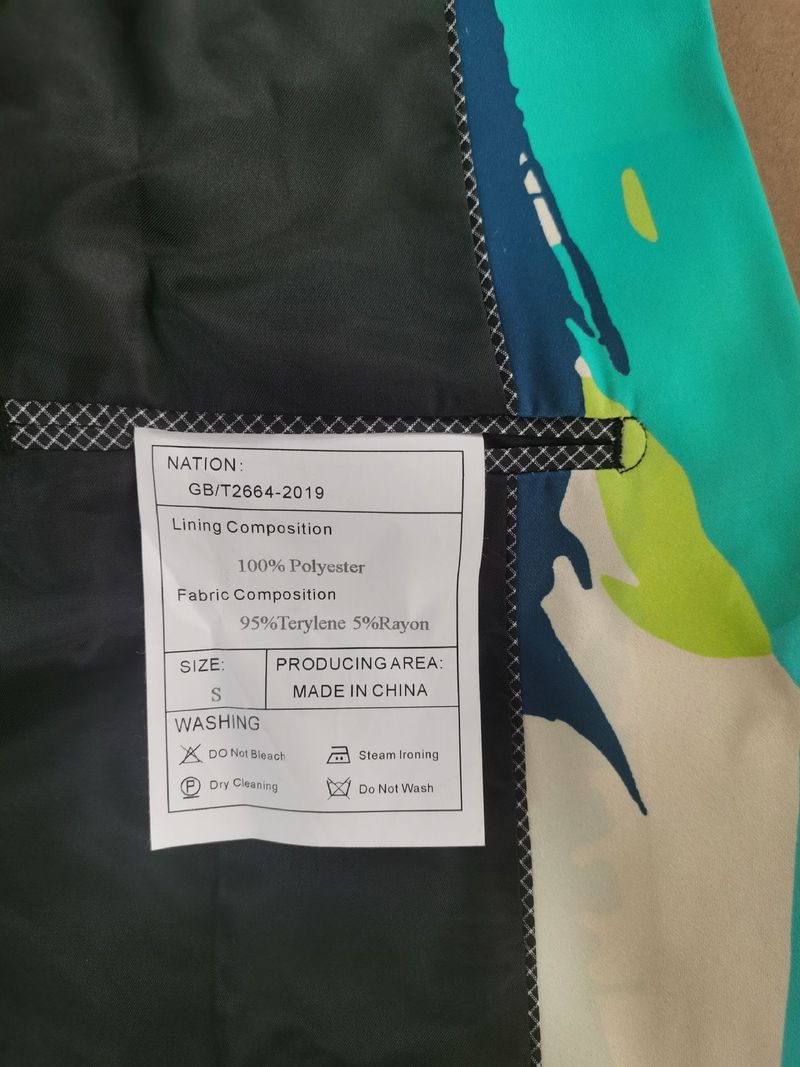 NATION:
GB/T2664-2019
Lining Composition
100% Polyester
Fabric Composition
95%Terylene 5%Rayon
SIZE:
S
PRODUCING AREA:
MADE IN CHINA
WASHING
DO Not Bleach
Steam Ironing
P
Dry Cleaning
Do Not Wash